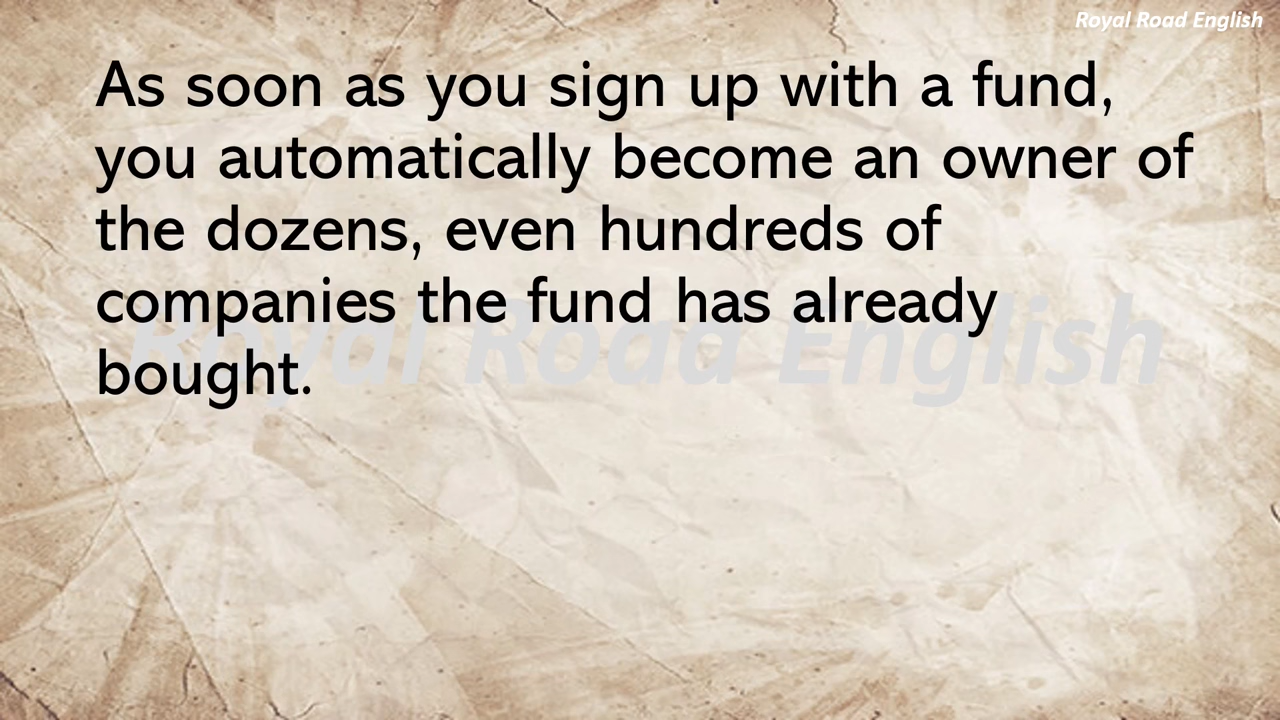 Royal Road English
As soon as you sign up with a fund,
you automatically become an owner of
the dozens, even hundreds of
companies the fund has already
bought.
Royal Road English